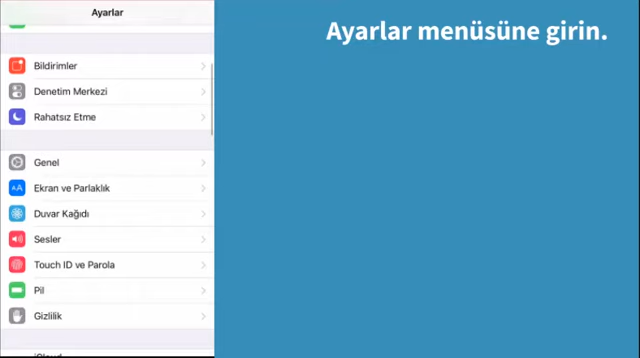 Ayarlar
Ayarlar menüsüne girin.
Bildirimler
Denetim Merkezi
Rahatsız Etme
Genel
Ekran ve Parlaklık
Duvar Kağıdı
Sesler
Touch ID ve Parola
Pil
Gizlilik
iCloud